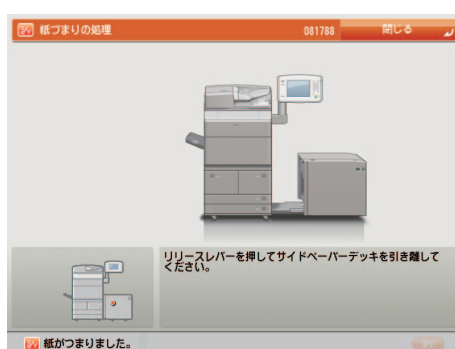 紙づまりの処理
081788
閉じる
リリースレバーを押してサイドペーパーデッキを引き離して
ください。
紙がつまりました。